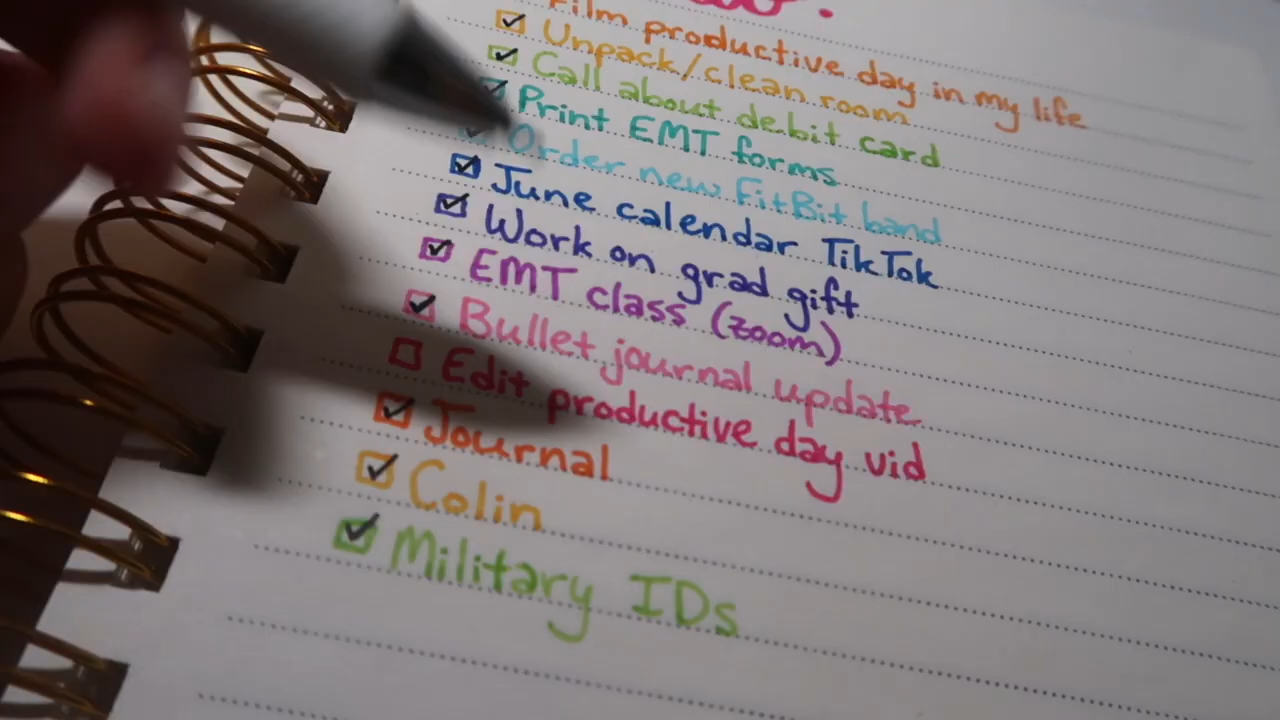 Film productive day in my life
Unpack/clean room
Call about debit card
Print EMT forms
Order new FitBit band
June calendar TikTok
Work on grad gift
EMT class (zoom)
Bullet journal update
Edit productive day vid
Journal
Colin
Military IDs